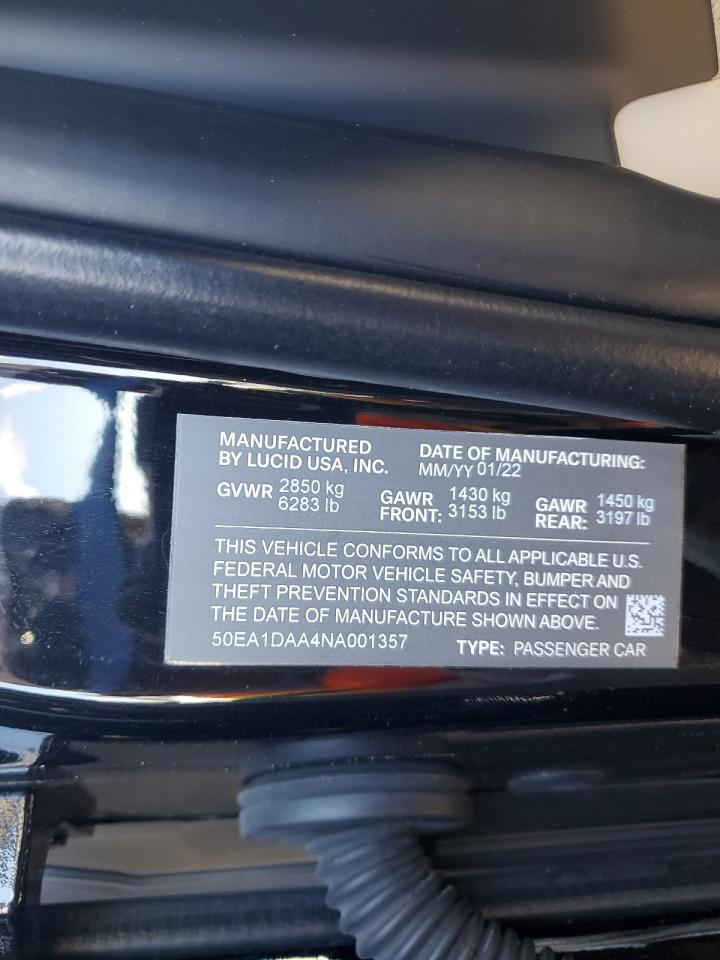 MANUFACTURED
BY LUCID USA, INC.
DATE OF MANUFACTURING:
MM/YY 01/22
GVWR 2850 kg
6283 lb
GAWR 1430 kg
FRONT: 3153 lb
GAWR 1450 kg
REAR: 3197 lb
THIS VEHICLE CONFORMS TO ALL APPLICABLE U.S.
FEDERAL MOTOR VEHICLE SAFETY, BUMPER AND
THEFT PREVENTION STANDARDS IN EFFECT ON
THE DATE OF MANUFACTURE SHOWN ABOVE.
50EA1DAA4NA001357
TYPE: PASSENGER CAR